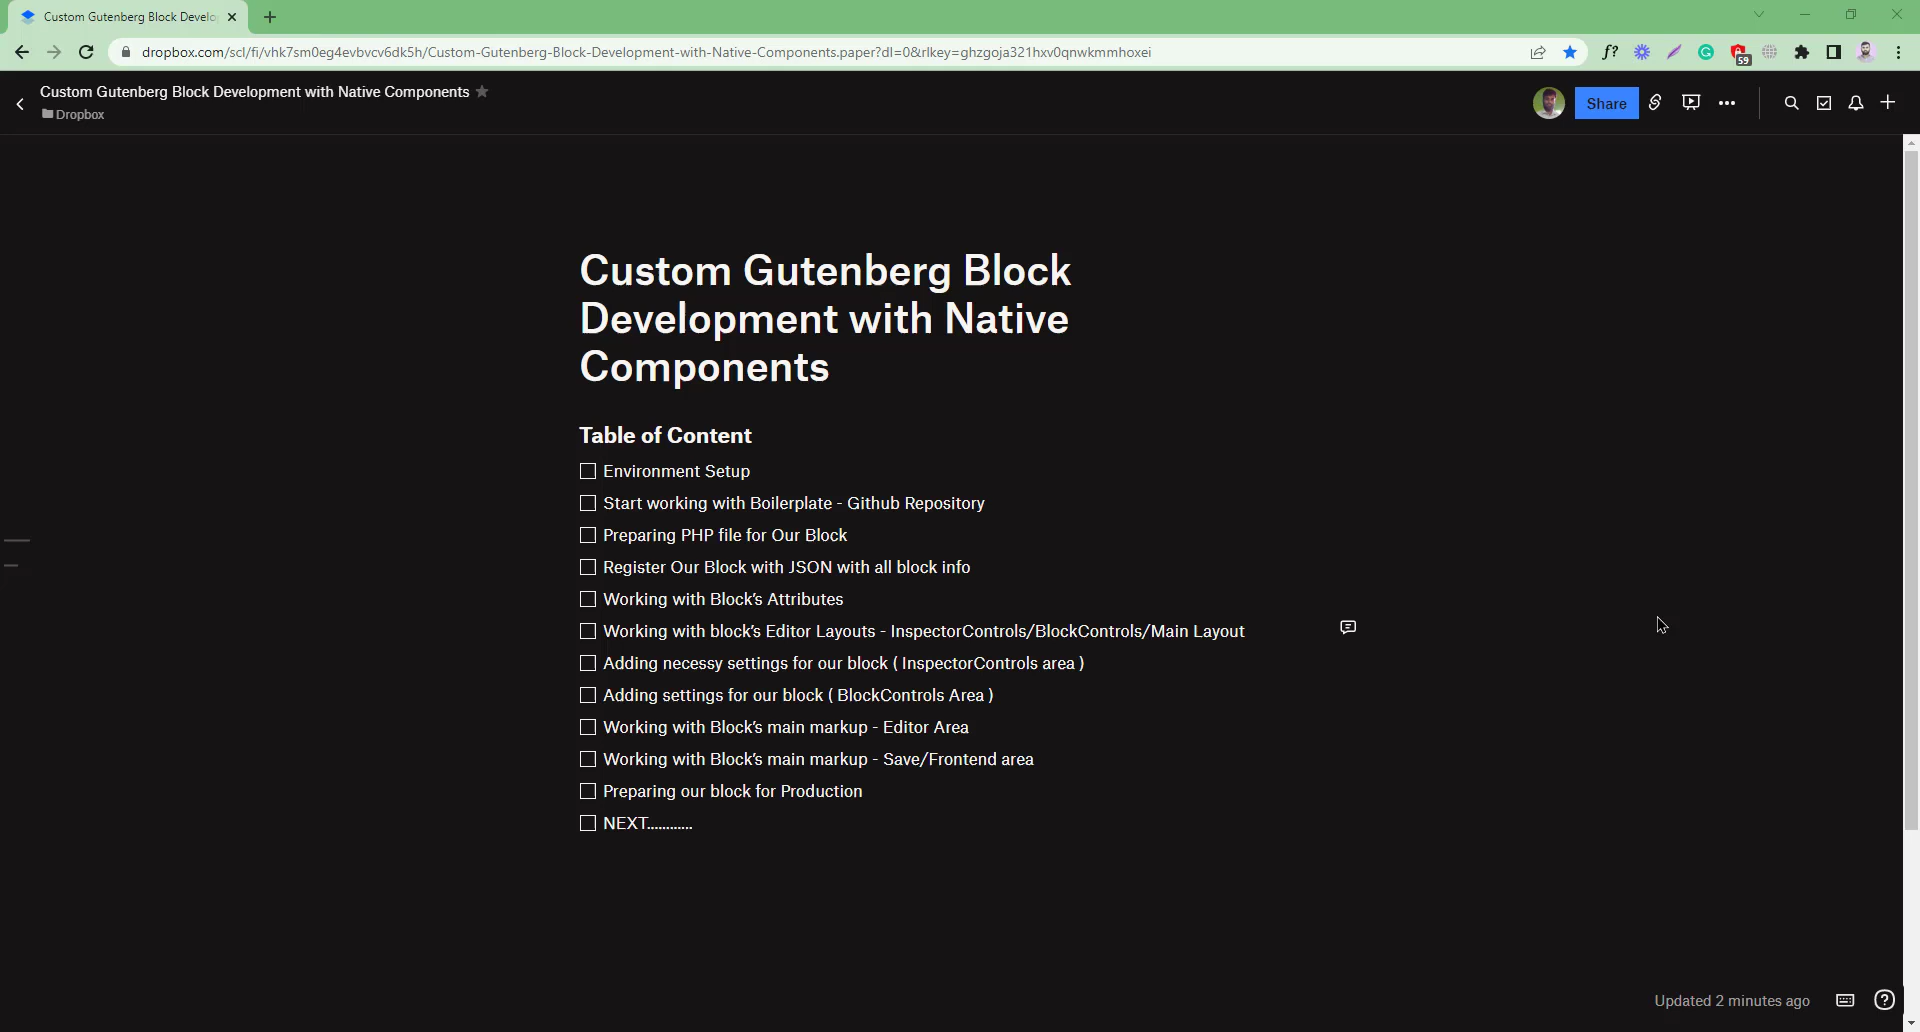 Custom Gutenberg Block Develo
dropbox.com/scl/fi/vhk7sm0eg4evbvcv6dk5h/Custom-Gutenberg-Block-Development-with-Native-Components.paper?dl=0&rlkey=ghzgoja321hxv0qnwkmmhoxei
f?
59
Custom Gutenberg Block Development with Native Components
Dropbox
Share
Custom Gutenberg Block
Development with Native
Components
Table of Content
Environment Setup
Start working with Boilerplate - Github Repository
Preparing PHP file for Our Block
Register Our Block with JSON with all block info
Working with Block's Attributes
Working with block's Editor Layouts - InspectorControls/BlockControls/Main Layout
Adding necessy settings for our block ( InspectorControls area )
Adding settings for our block ( BlockControls Area )
Working with Block's main markup - Editor Area
Working with Block's main markup - Save/Frontend area
Preparing our block for Production
NEXT............
Updated 2 minutes ago